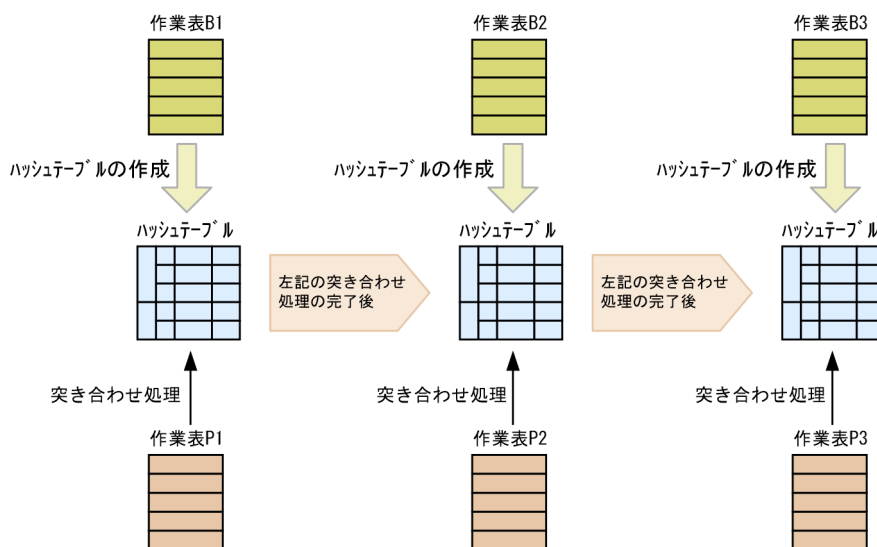 作業表B1
作業表B2
作業表B3
ﾊｯｼｭﾃｰﾌﾞﾙの作成
ﾊｯｼｭﾃｰﾌﾞﾙの作成
ﾊｯｼｭﾃｰﾌﾞﾙの作成
ﾊｯｼｭﾃｰﾌﾞﾙ
ﾊｯｼｭﾃｰﾌﾞﾙ
ﾊｯｼｭﾃｰﾌﾞﾙ
左記の突き合わせ
処理の完了後
左記の突き合わせ
処理の完了後
突き合わせ処理
突き合わせ処理
突き合わせ処理
作業表P1
作業表P2
作業表P3